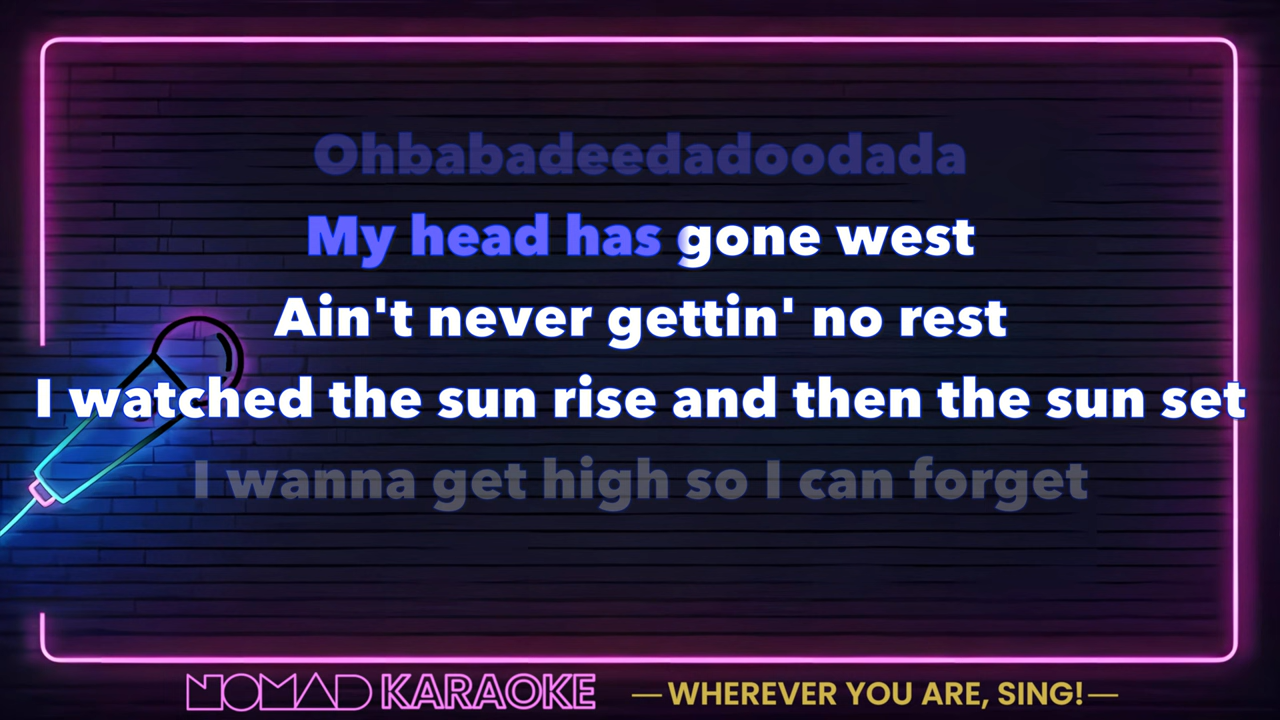 Ohbabadeedadoodada
My head has gone west
Ain't never gettin' no rest
I watched the sun rise and then the sun set
I wanna get high so I can forget
NOMAD KARAOKE —WHEREVER YOU ARE, SING!—